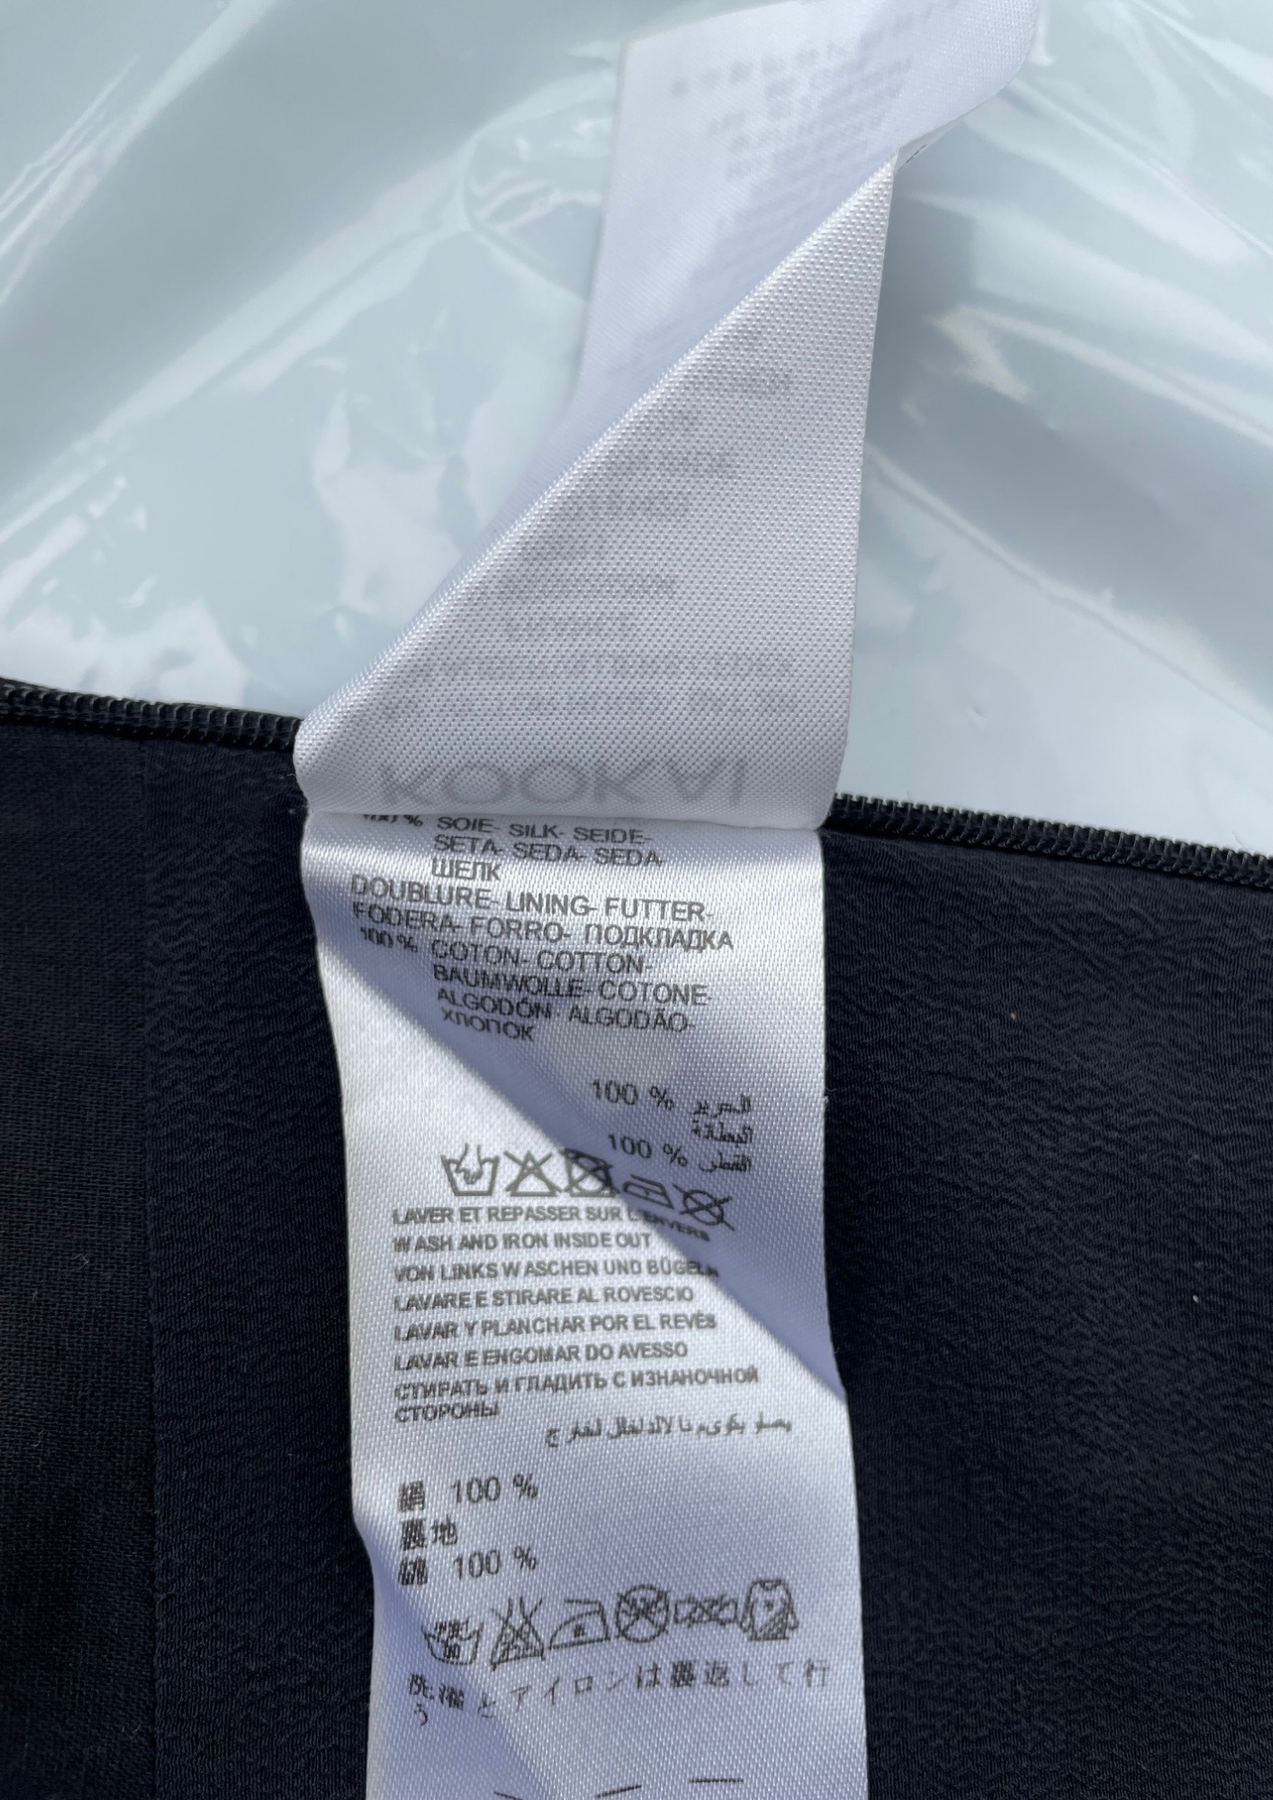 KOOKAI
100 % SOIE- SILK- SEIDE-
SETA- SEDA- SEDA-
ШЕЛК
DOUBLURE- LINING- FUTTER-
FODERA- FORRO- ПОДКЛАДКА
100 % COTON- COTTON-
BAUMWOLLE- COTONE-
ALGODÓN- ALGODÃO-
ХЛОПОК
100 % الحرير
البطانة
100 % القطن
LAVER ET REPASSER SUR L'ENVERS
WASH AND IRON INSIDE OUT
VON LINKS WASCHEN UND BÜGELN
LAVARE E STIRARE AL ROVESCIO
LAVAR Y PLANCHAR POR EL REVÉS
LAVAR E ENGOMAR DO AVESSO
СТИРАТЬ И ГЛАДИТЬ С ИЗНАНОЧНОЙ
СТОРОНЫ
絹 100 %
裏地
綿 100 %
洗濯とアイロンは裏返して行
う